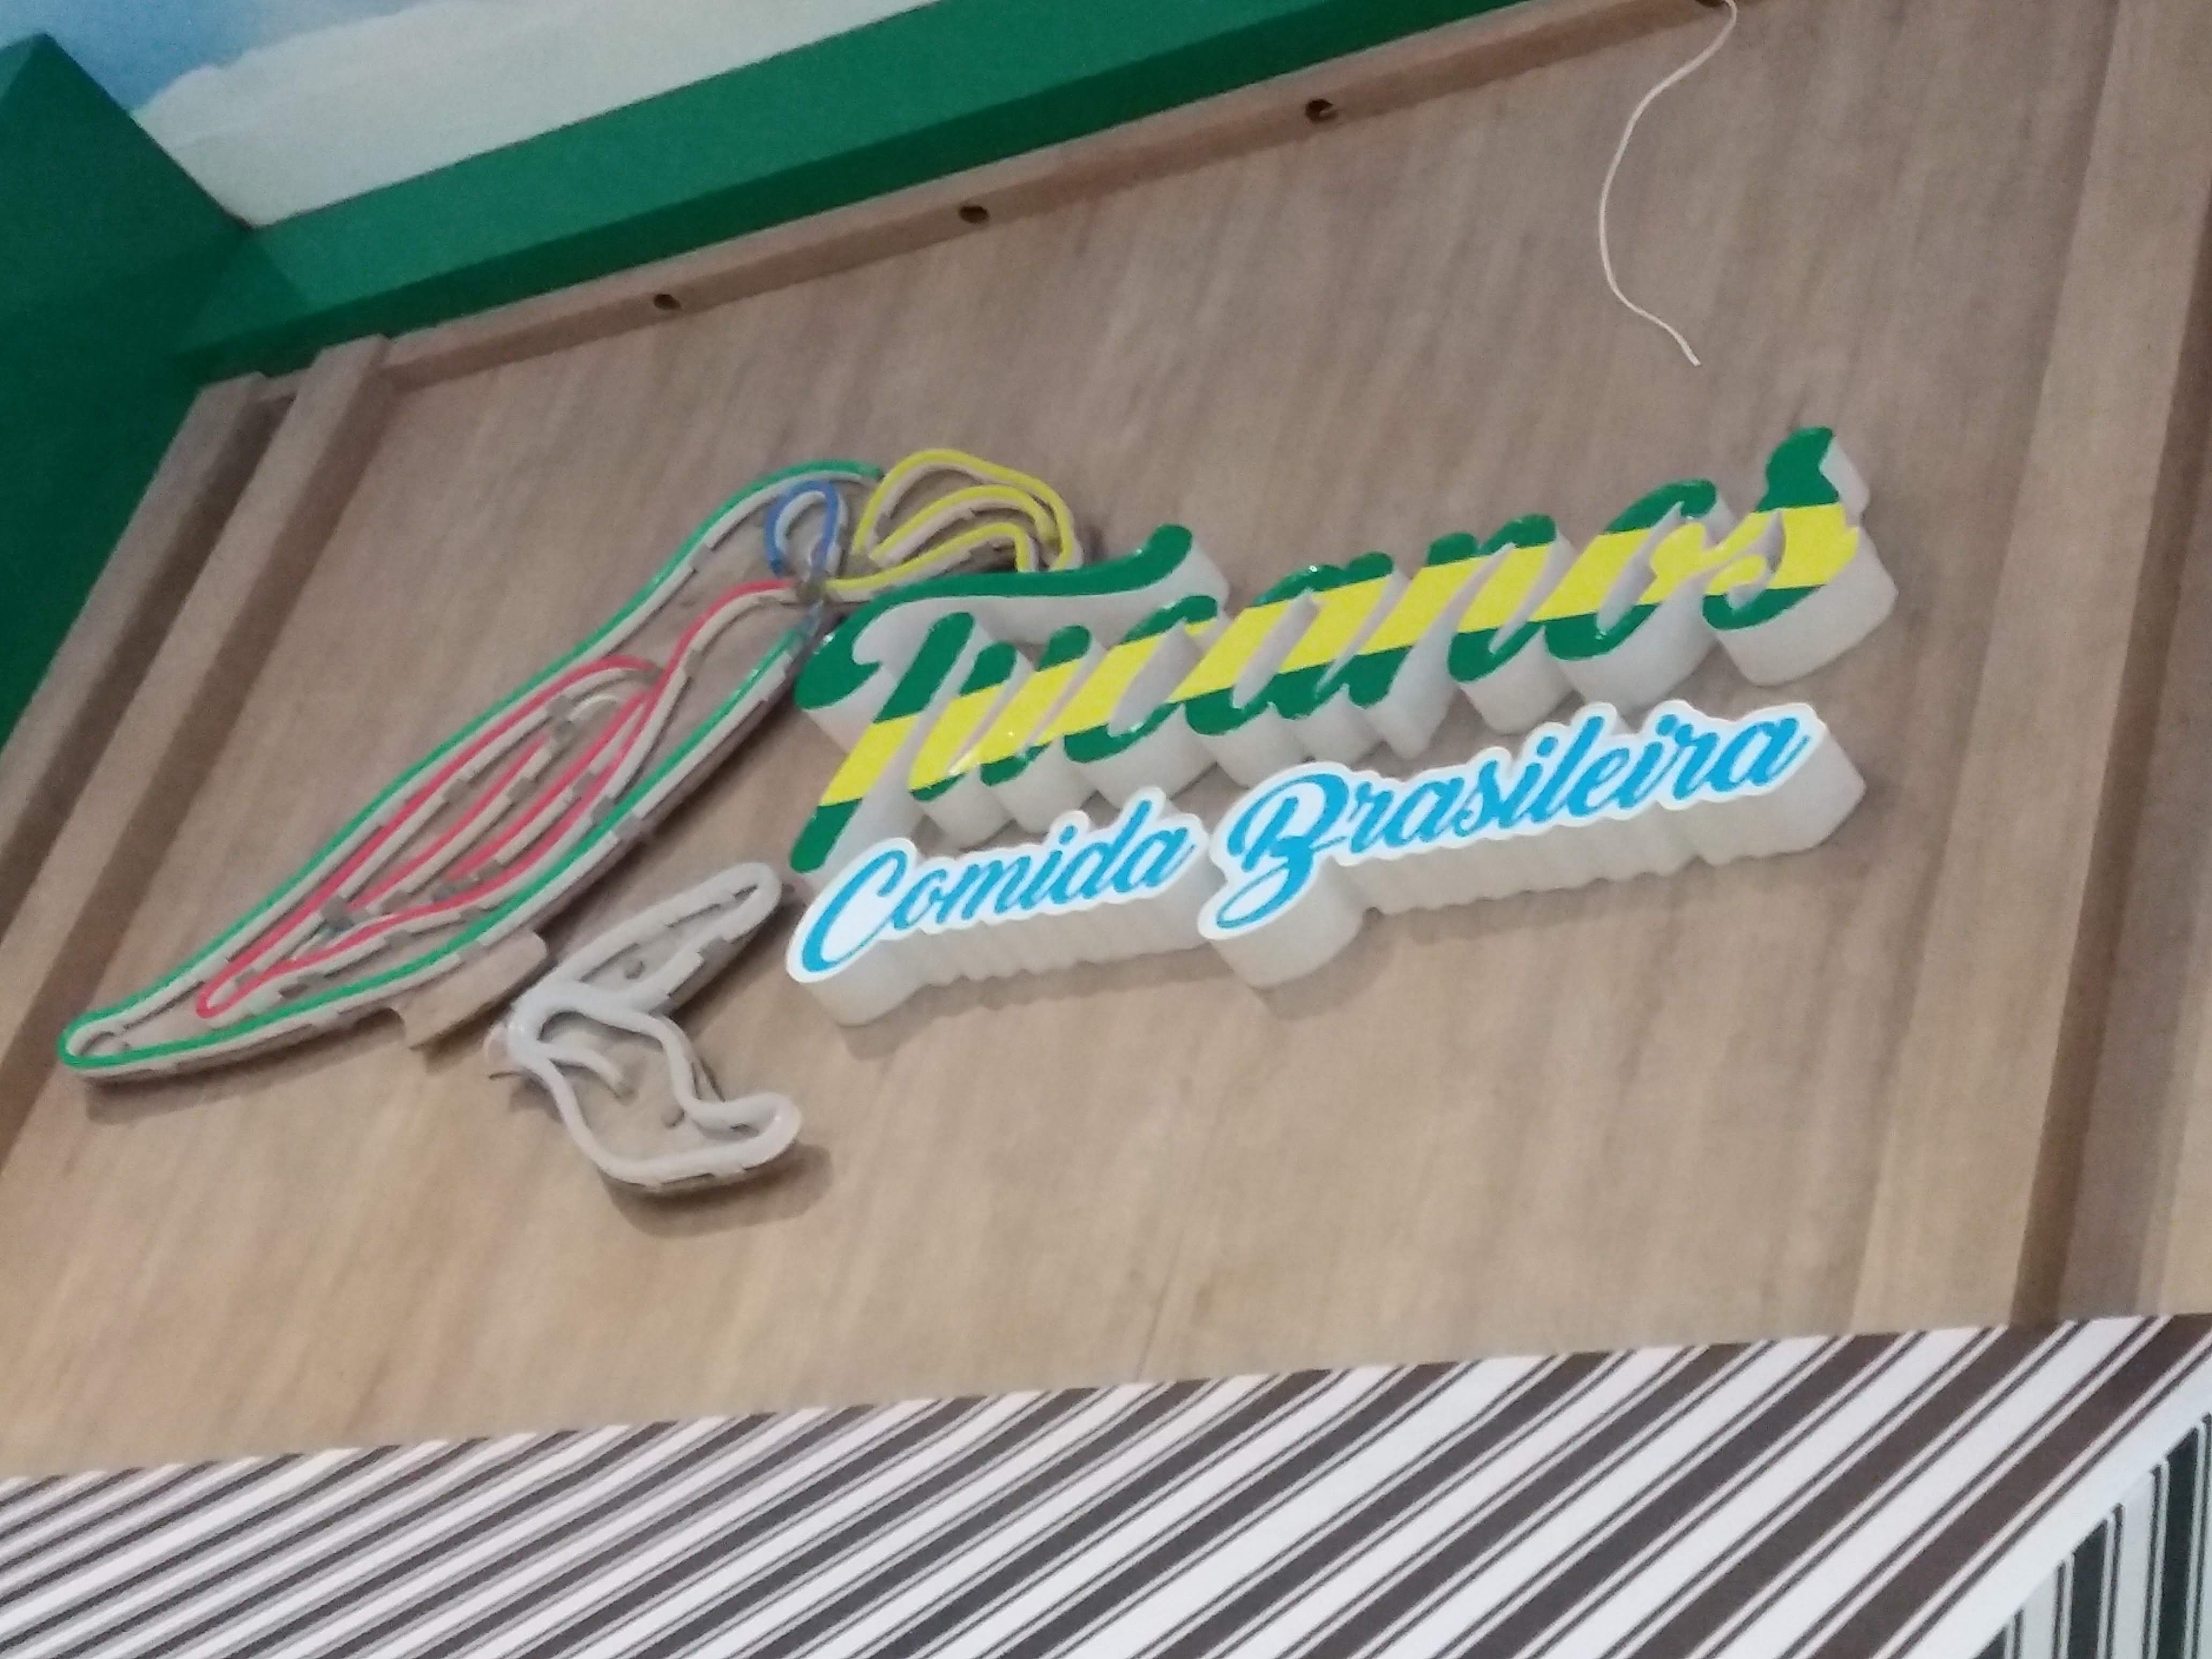 Tucanos
Comida Brasileira